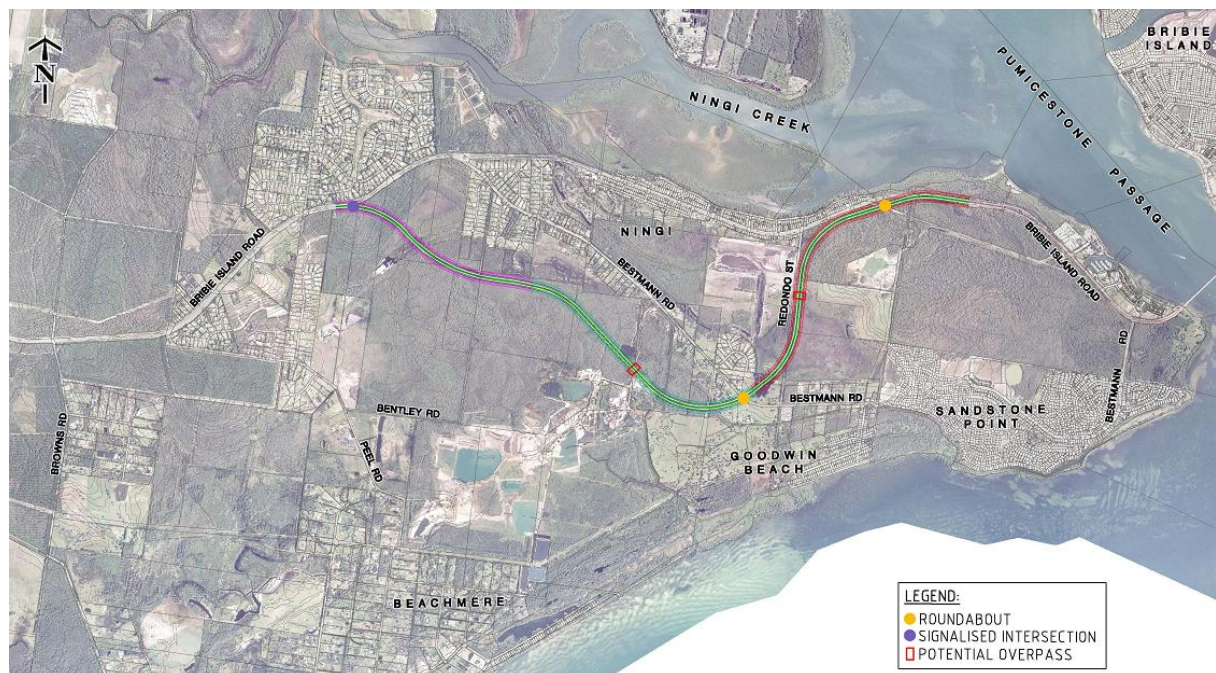 BRIBIE
ISLAND
N
PUMICESTONE PASSAGE
NINGI CREEK
BRIBIE ISLAND ROAD
NINGI
BESTMANN RD
REDONDO ST
BRIBIE ISLAND ROAD
BESTMANN RD
BENTLEY RD
BESTMANN RD
SANDSTONE
POINT
BROWNS RD
PEEL RD
GOODWIN
BEACH
BEACHMERE
LEGEND:
ROUNDABOUT
SIGNALISED INTERSECTION
POTENTIAL OVERPASS